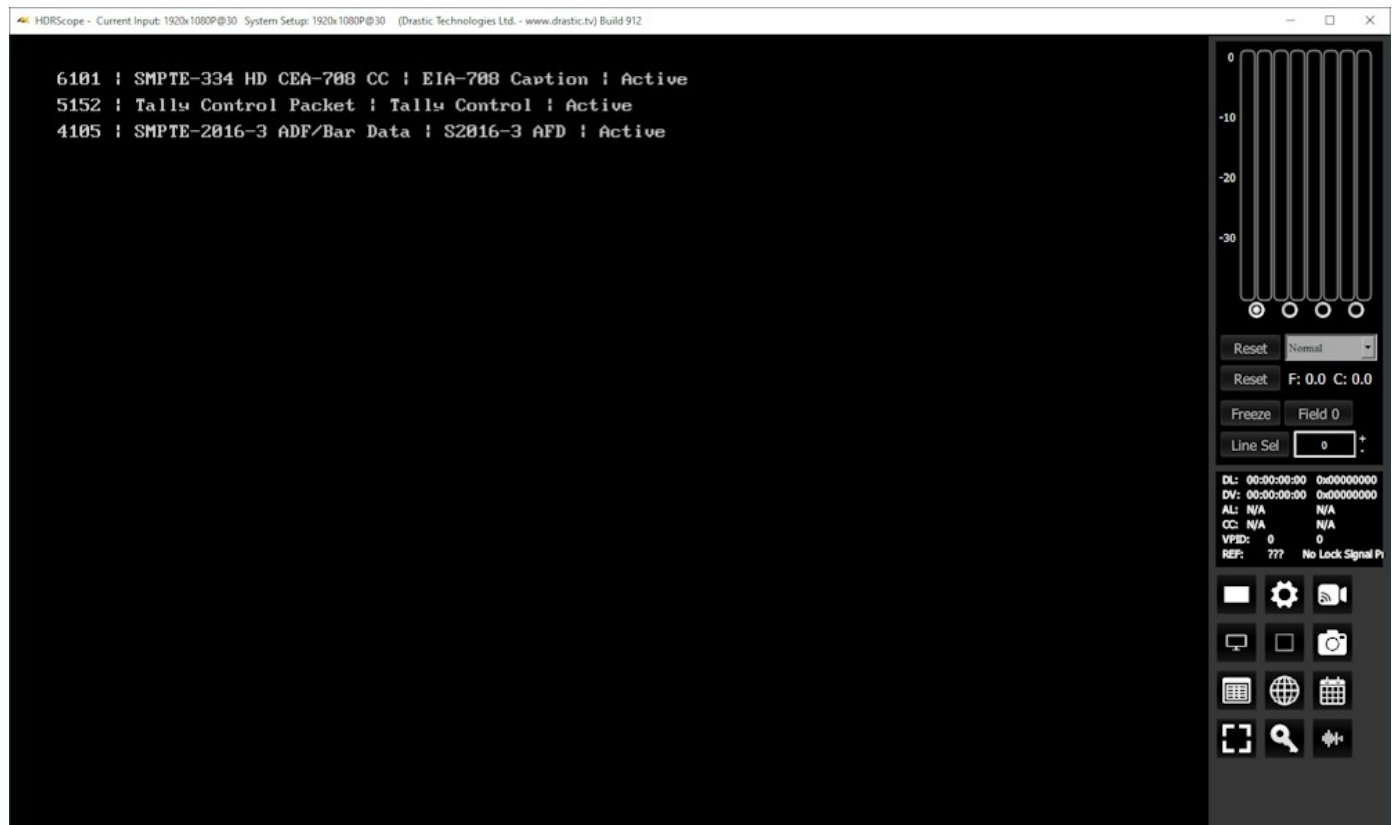 HDRScope - Current Input: 1920x1080P@30 System Setup: 1920x1080P@30 (Drastic Technologies Ltd. - www.drastic.tv) Build 912
6101 ¦ SMPTE-334 HD CEA-708 CC ¦ EIA-708 Caption ¦ Active
5152 ¦ Tally Control Packet ¦ Tally Control ¦ Active
4105 ¦ SMPTE-2016-3 ADF/Bar Data ¦ S2016-3 AFD ¦ Active
0
-10
-20
-30
Reset Normal
Reset F: 0.0 C: 0.0
Freeze Field 0
Line Sel 0 + -
DL: 00:00:00:00 0x00000000
DV: 00:00:00:00 0x00000000
AL: N/A N/A
CC: N/A N/A
VPID: 0 0
REF: ??? No Lock Signal Pr